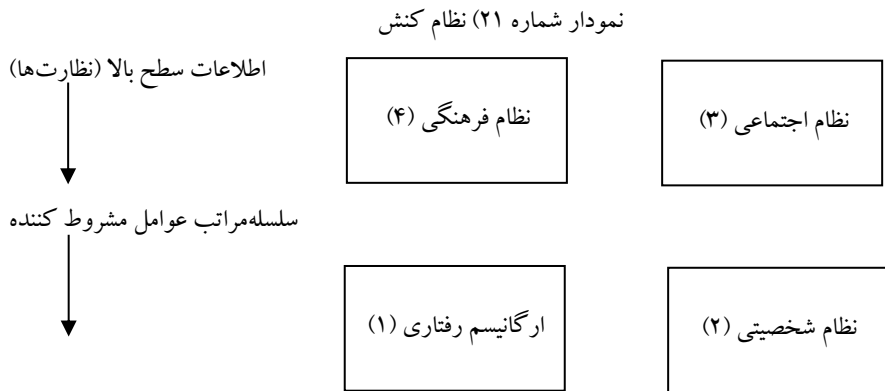 نمودار شماره ۲۱) نظام کنش
اطلاعات سطح بالا (نظارت‌ها)
نظام اجتماعی (۳)
نظام فرهنگی (۴)
سلسله‌مراتب عوامل مشروط کننده
نظام شخصیتی (۲)
ارگانیسم رفتاری (۱)